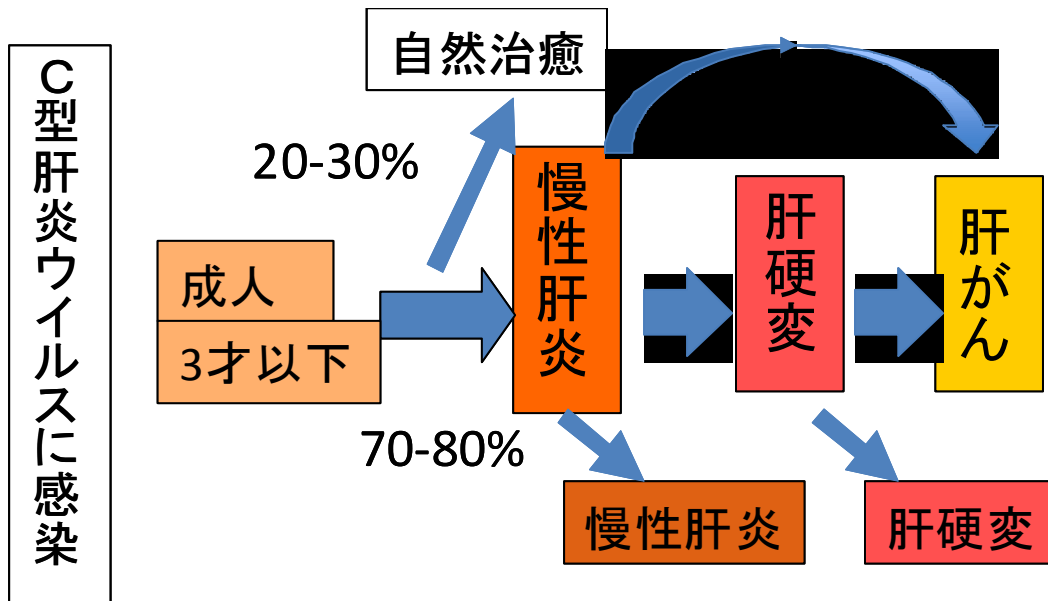 C型肝炎ウイルスに感染
自然治癒
20-30%
成人
3才以下
70-80%
慢性肝炎
肝硬変
肝がん
慢性肝炎
肝硬変